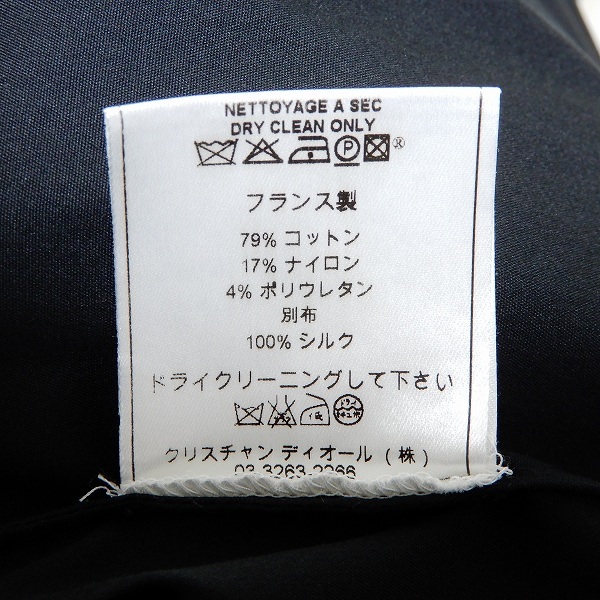 NETTOYAGE A SEC
DRY CLEAN ONLY
P ®
フランス製
79% コットン
17% ナイロン
4% ポリウレタン
別布
100% シルク
ドライクリーニングして下さい
クリスチャン ディオール (株)
03 3263-2266